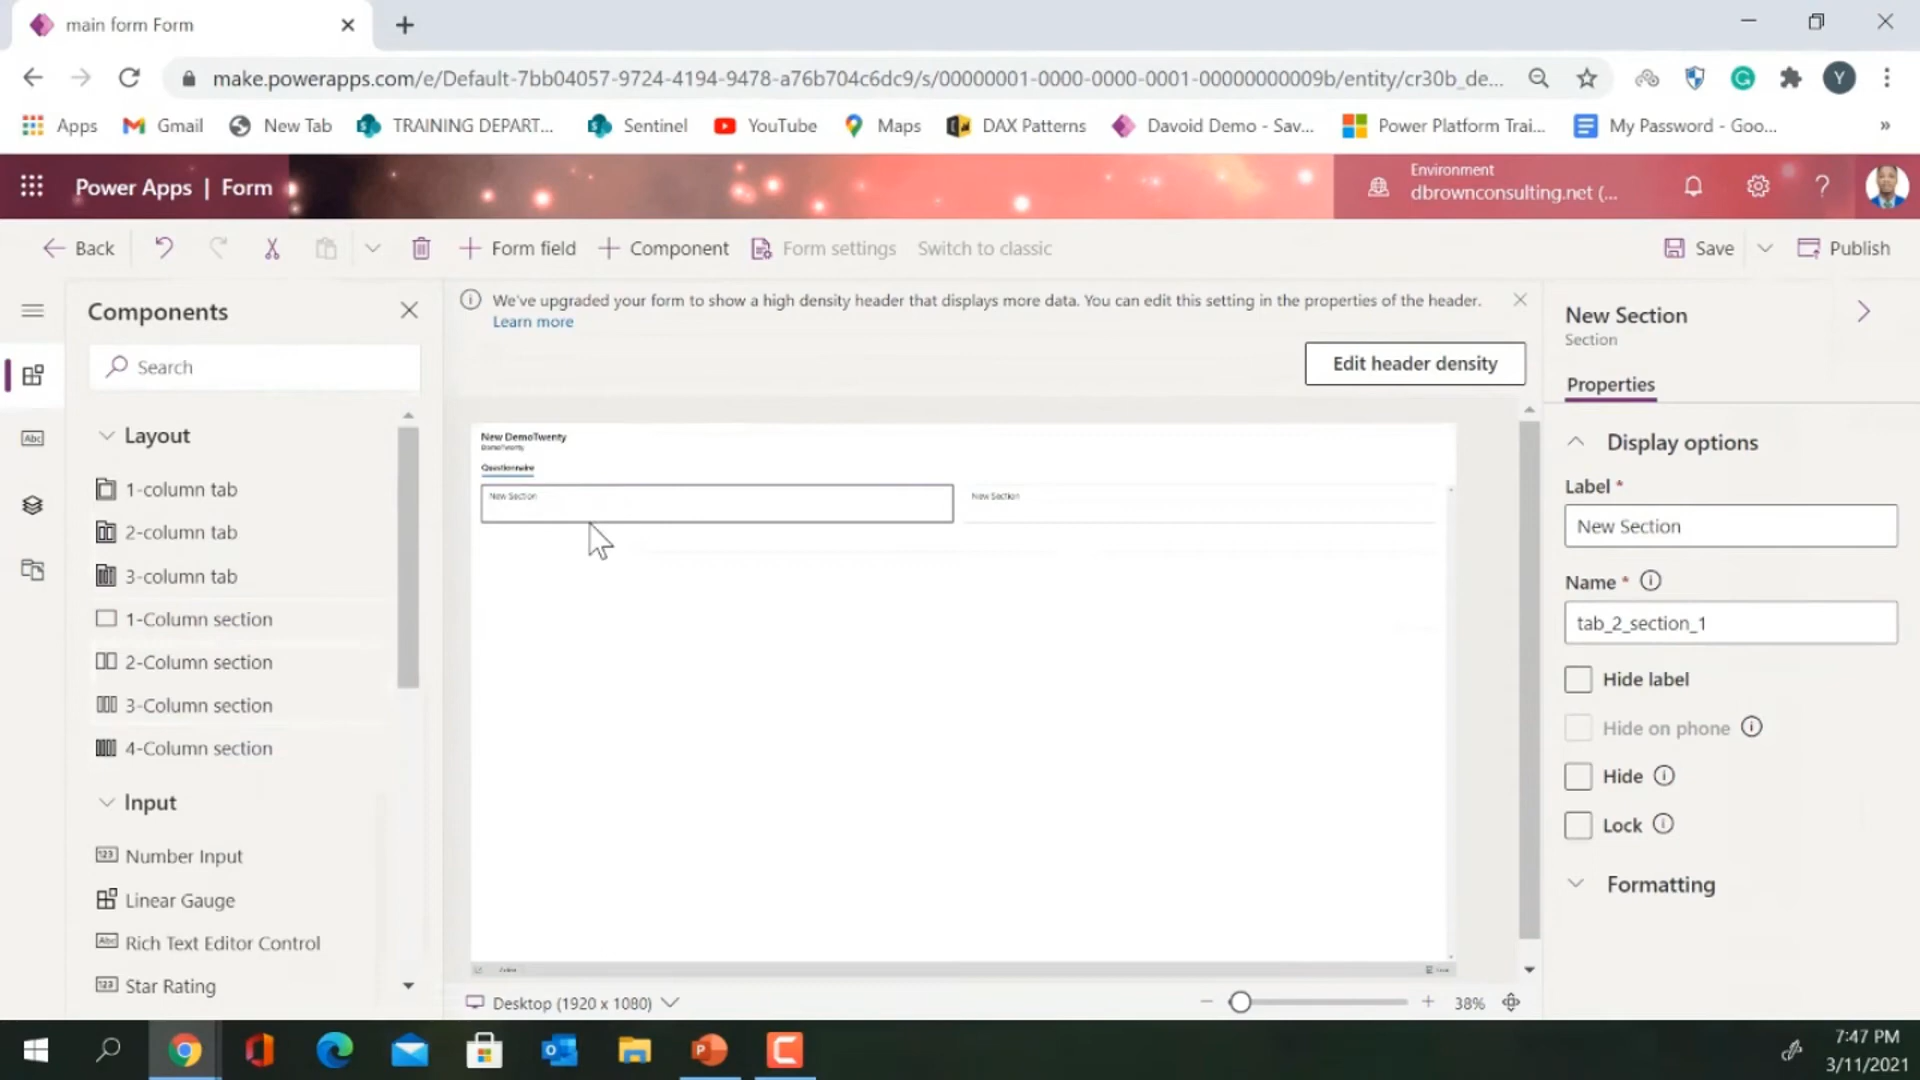 main form Form
make.powerapps.com/e/Default-7bb04057-9724-4194-9478-a76b704c6dc9/s/00000001-0000-0000-0001-00000000009b/entity/cr30b_de...
Y
Apps
Gmail
New Tab
TRAINING DEPART...
Sentinel
YouTube
Maps
DAX Patterns
Davoid Demo - Sav...
Power Platform Trai...
My Password - Goo...
»
Power Apps | Form
Environment
dbrownconsulting.net (...
Back
Form field
Component
Form settings
Switch to classic
Save
Publish
Components
Search
Layout
1-column tab
2-column tab
3-column tab
1-Column section
2-Column section
3-Column section
4-Column section
Input
Number Input
Linear Gauge
Rich Text Editor Control
Star Rating
We've upgraded your form to show a high density header that displays more data. You can edit this setting in the properties of the header.
Learn more
Edit header density
New DemoTwenty
DemoTwenty
Questionnaire
New Section
New Section
Desktop (1920 x 1080)
38%
New Section
Section
Properties
Display options
Label *
New Section
Name *
tab_2_section_1
Hide label
Hide on phone
Hide
Lock
Formatting
7:47 PM
3/11/2021